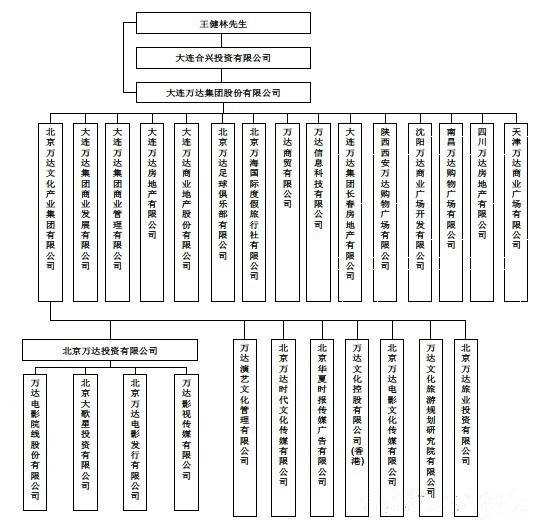 王健林先生
大连合兴投资有限公司
大连万达集团股份有限公司
北京万达文化产业集团有限公司
大连万达集团商业发展有限公司
大连万达集团商业管理有限公司
大连万达房地产有限公司
大连万达商业地产股份有限公司
北京万达足球俱乐部有限公司
北京万海国际度假旅行社有限公司
万达商贸有限公司
万达信息科技有限公司
大连万达集团长春房地产有限公司
陕西西安万达购物广场有限公司
沈阳万达商业广场开发有限公司
南昌万达购物广场有限公司
四川万达房地产有限公司
天津万达商业广场有限公司
北京万达投资有限公司
万达电影院线股份有限公司
北京大歌星投资有限公司
北京万达电影发行有限公司
万达影视传媒有限公司
万达演艺文化管理有限公司
北京万达时代文化传媒有限公司
北京华夏时报传媒广告有限公司
万达文化控股有限公司(香港)
北京万达电影文化传媒有限公司
万达文化旅游规划研究院有限公司
北京万达旅业投资有限公司